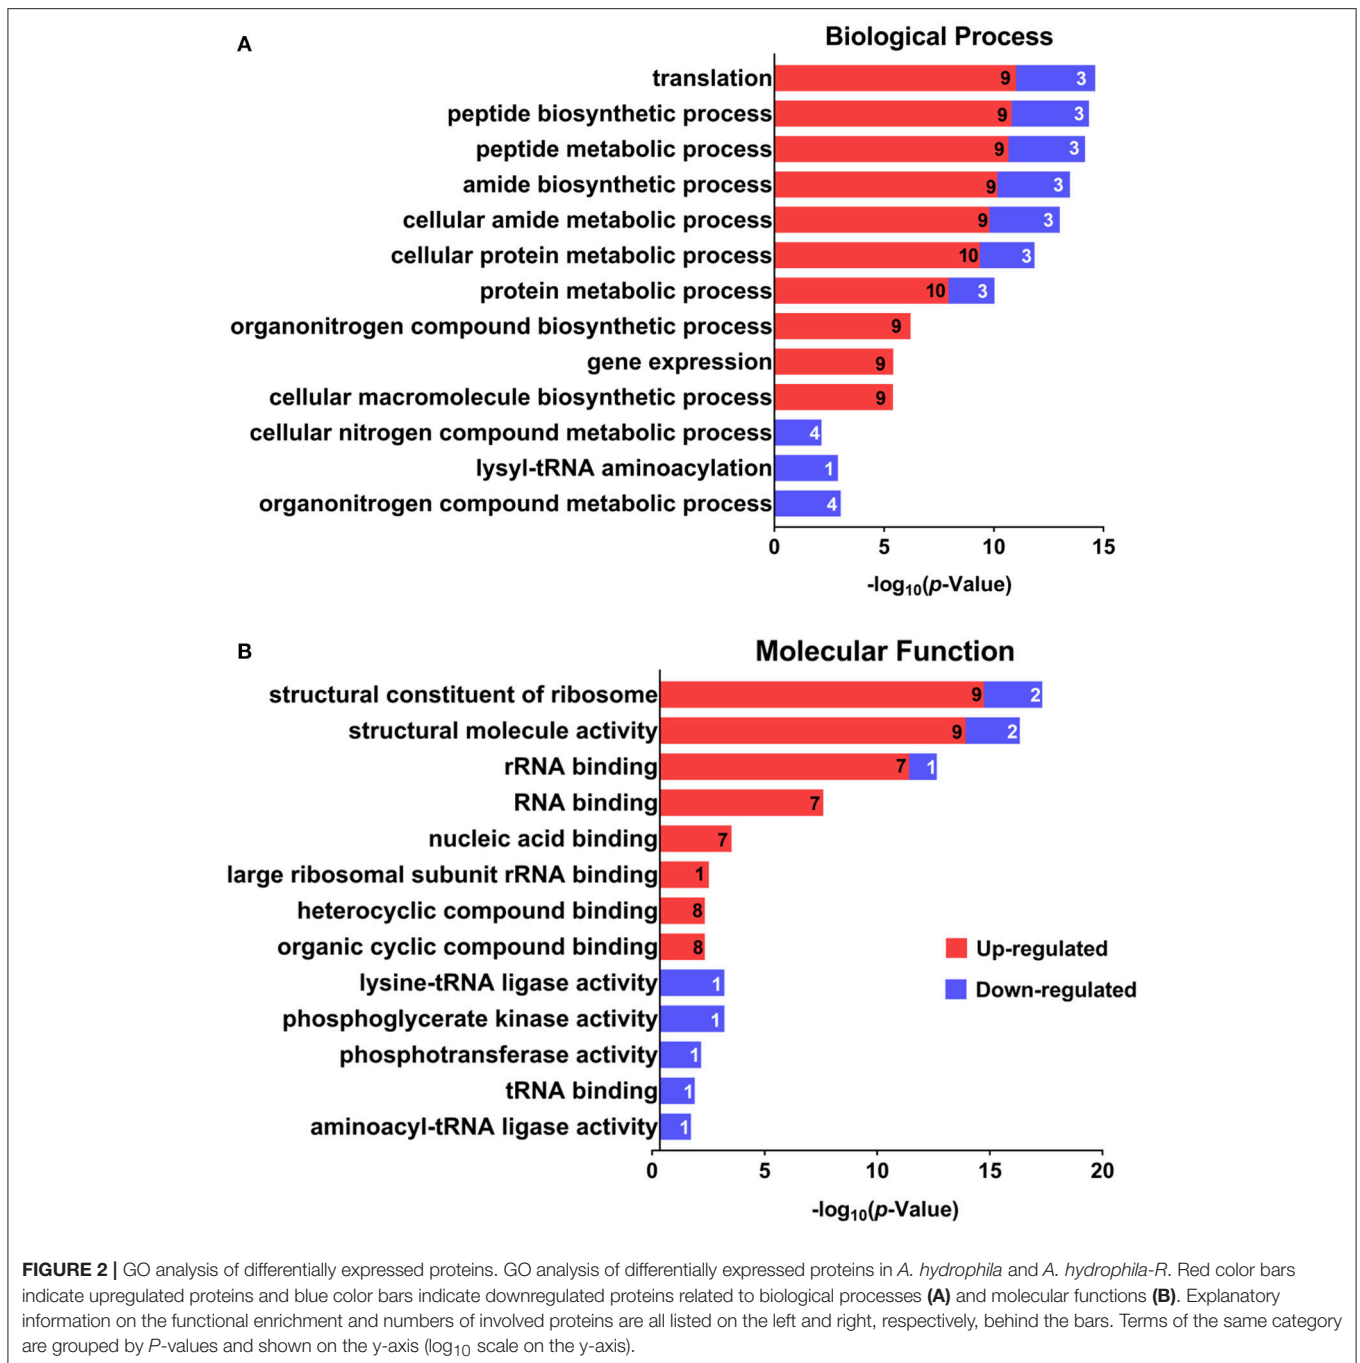 A
Biological Process
translation 9 3
peptide biosynthetic process 9 3
peptide metabolic process 9 3
amide biosynthetic process 9 3
cellular amide metabolic process 9 3
cellular protein metabolic process 10 3
protein metabolic process 10 3
organonitrogen compound biosynthetic process 9
gene expression 9
cellular macromolecule biosynthetic process 9
cellular nitrogen compound metabolic process 4
lysyl-tRNA aminoacylation 1
organonitrogen compound metabolic process 4
0 5 10 15
-log10(p-Value)
B
Molecular Function
structural constituent of ribosome 9 2
structural molecule activity 9 2
rRNA binding 7 1
RNA binding 7
nucleic acid binding 7
large ribosomal subunit rRNA binding 1
heterocyclic compound binding 8
organic cyclic compound binding 8
Up-regulated
lysine-tRNA ligase activity 1
Down-regulated
phosphoglycerate kinase activity 1
phosphotransferase activity 1
tRNA binding 1
aminoacyl-tRNA ligase activity 1
0 5 10 15 20
-log10(p-Value)
FIGURE 2 | GO analysis of differentially expressed proteins. GO analysis of differentially expressed proteins in A. hydrophila and A. hydrophila-R. Red color bars
indicate upregulated proteins and blue color bars indicate downregulated proteins related to biological processes (A) and molecular functions (B). Explanatory
information on the functional enrichment and numbers of involved proteins are all listed on the left and right, respectively, behind the bars. Terms of the same category
are grouped by P-values and shown on the y-axis (log10 scale on the y-axis).